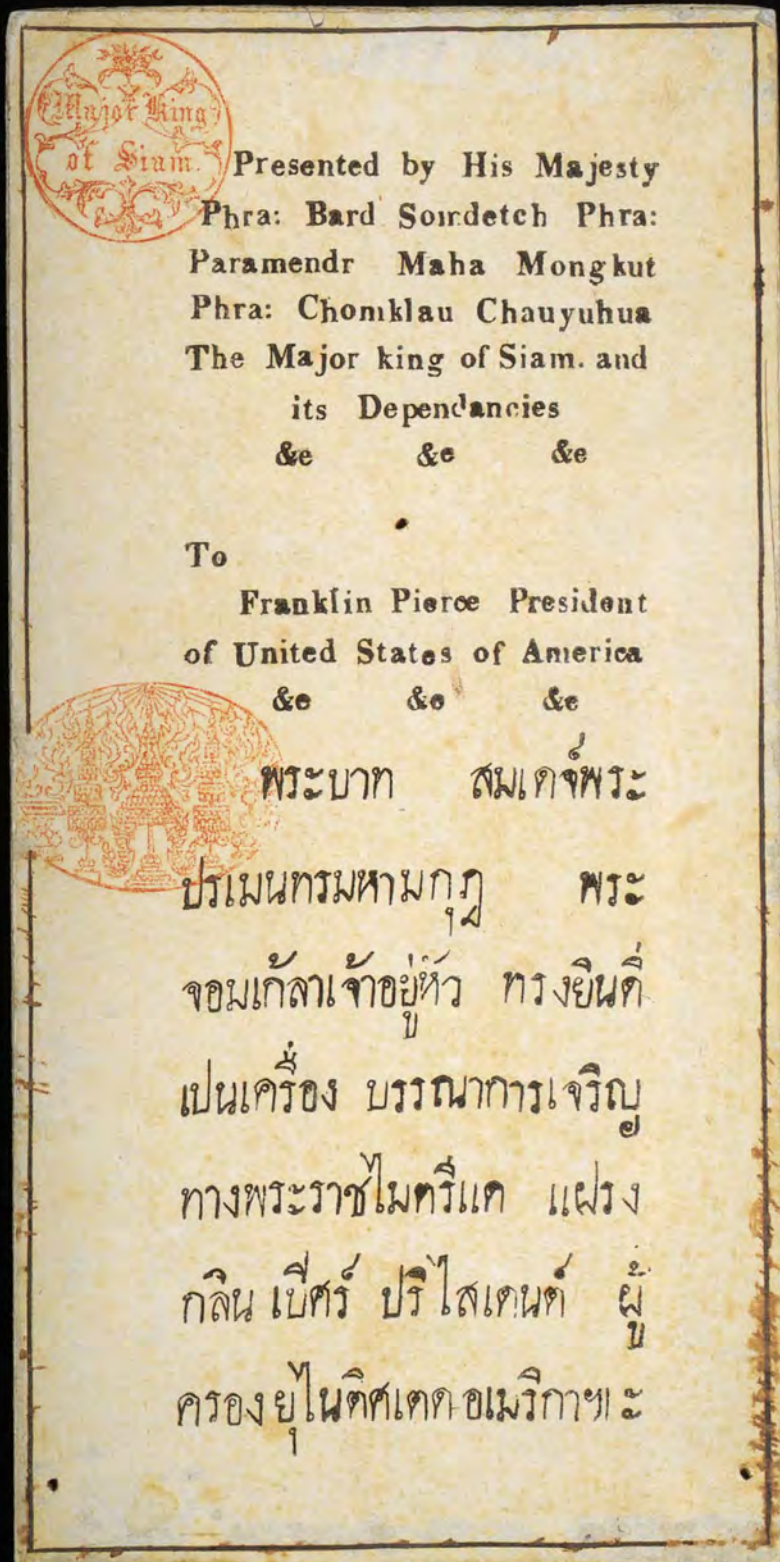 Major King
of Siam.
Presented by His Majesty
Phra: Bard Somdetch Phra:
Paramendr Maha Mongkut
Phra: Chomklau Chauyuhua
The Major king of Siam. and
its Dependancies
&e &e &e
To
Franklin Pierce President
of United States of America
&e &e &e
พระบาท สมเดจ์พระ
ปรเมนทรมหามกุฎ พระ
จอมเก้ลาเจ้าอยู่หัว ทรงยินดี
เปนเครื่อง บรรณาการเจริญ
ทางพระราชไมตรีแด แฝรง
กลิน เบีศร์ ปริไสเดนต์ ผู้
ครองยุไนติศเตด อเมริกาฯ